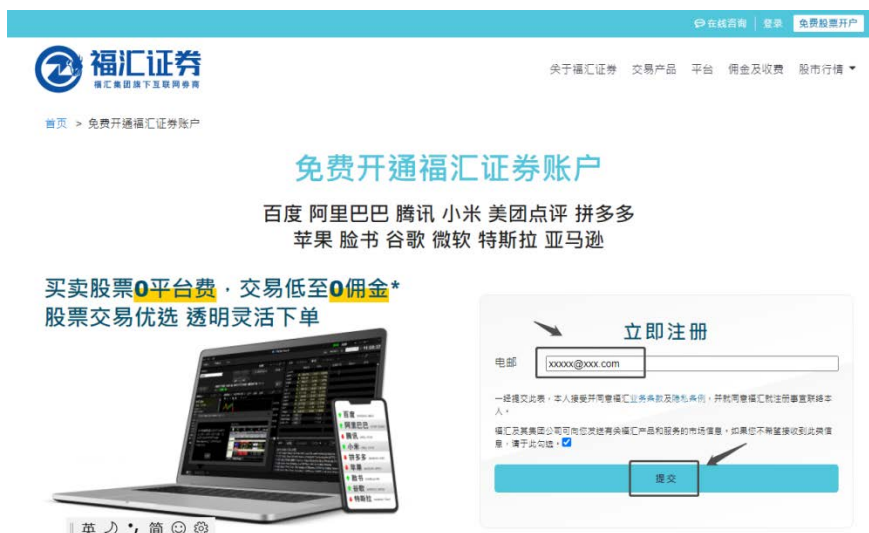 在线咨询 登录 免费股票开户
福汇证券
福汇集团旗下互联网券商
关于福汇证券 交易产品 平台 佣金及收费 股市行情
首页 > 免费开通福汇证券账户
免费开通福汇证券账户
百度 阿里巴巴 腾讯 小米 美团点评 拼多多
苹果 脸书 谷歌 微软 特斯拉 亚马逊
买卖股票0平台费，交易低至0佣金*
股票交易优选 透明灵活下单
百度
阿里巴巴
腾讯
小米
拼多多
苹果
脸书
谷歌
特斯拉
立即注册
电邮 xxxxx@xxx.com
一经提交此表，本人接受并同意福汇业务条款及隐私条例，并就同意福汇就注册事宜联络本
人。
福汇及其集团公司可向您发送有关福汇产品和服务的市场信息。如果您不希望接收到此类信
息，请于此勾选。
提交
英 简